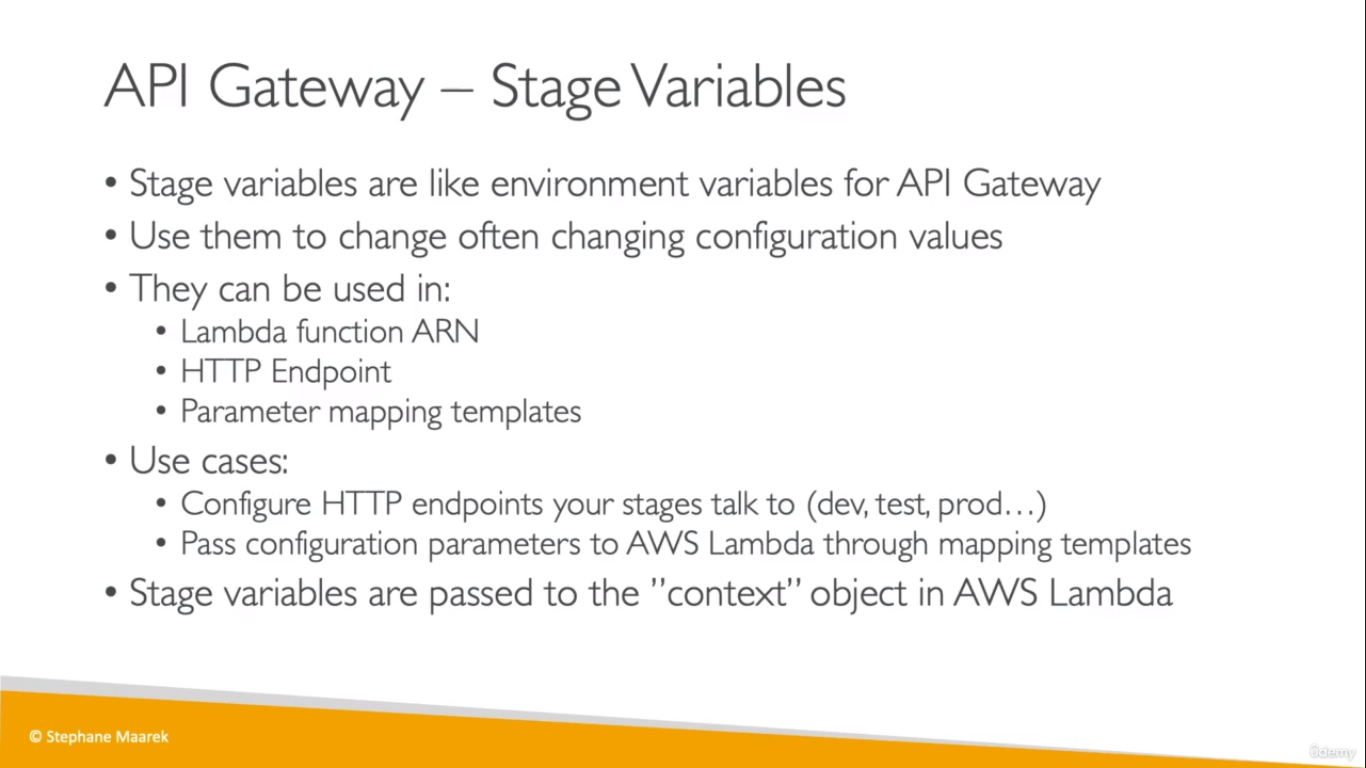 API Gateway – Stage Variables
• Stage variables are like environment variables for API Gateway
• Use them to change often changing configuration values
• They can be used in:
• Lambda function ARN
• HTTP Endpoint
• Parameter mapping templates
• Use cases:
• Configure HTTP endpoints your stages talk to (dev, test, prod…)
• Pass configuration parameters to AWS Lambda through mapping templates
• Stage variables are passed to the ”context” object in AWS Lambda
© Stephane Maarek
ûdemy